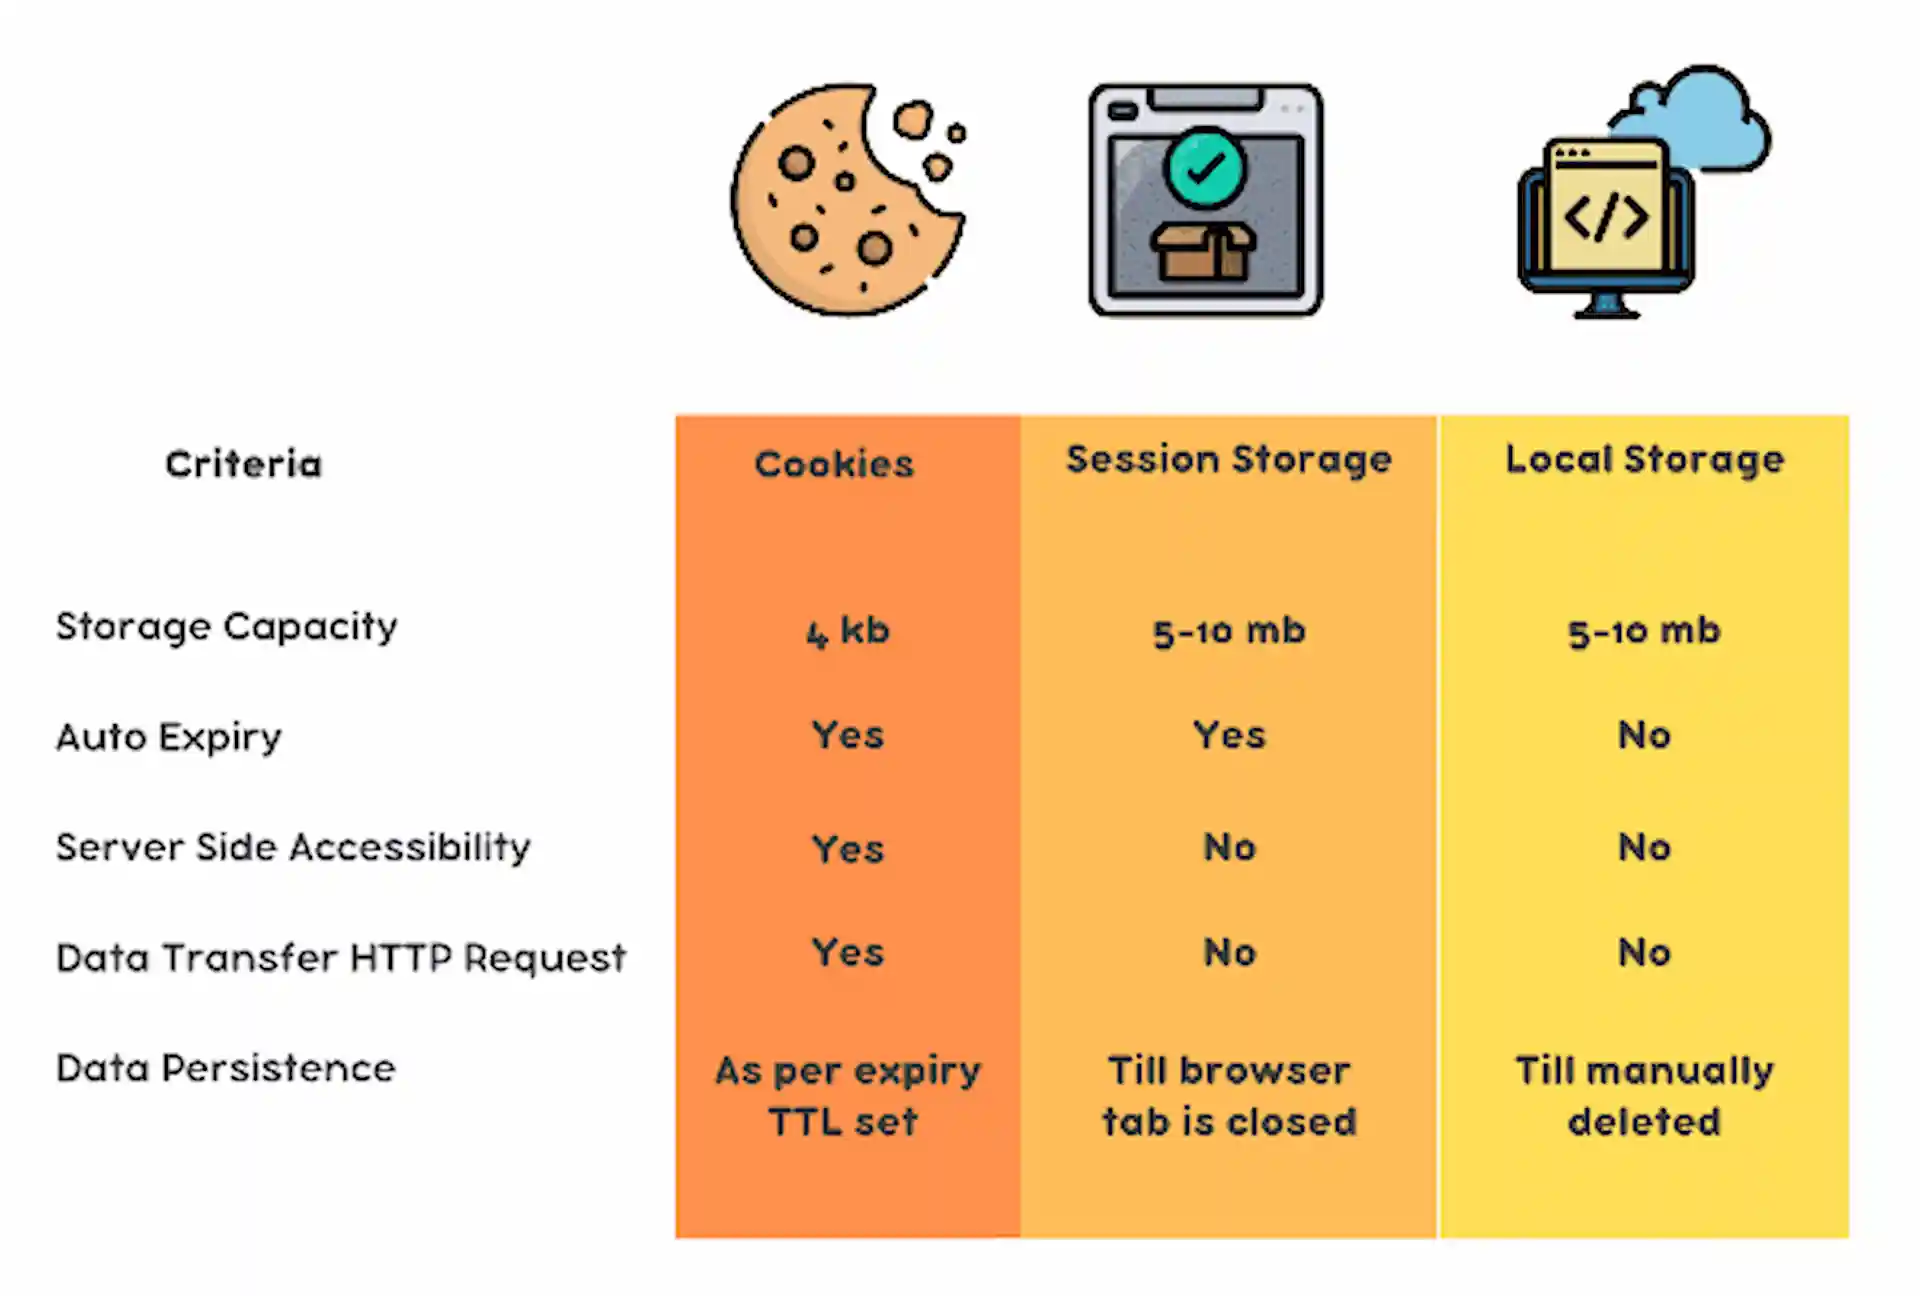 Criteria Cookies Session Storage Local Storage
Storage Capacity 4 kb 5-10 mb 5-10 mb
Auto Expiry Yes Yes No
Server Side Accessibility Yes No No
Data Transfer HTTP Request Yes No No
Data Persistence As per expiry Till browser Till manually
TTL set tab is closed deleted